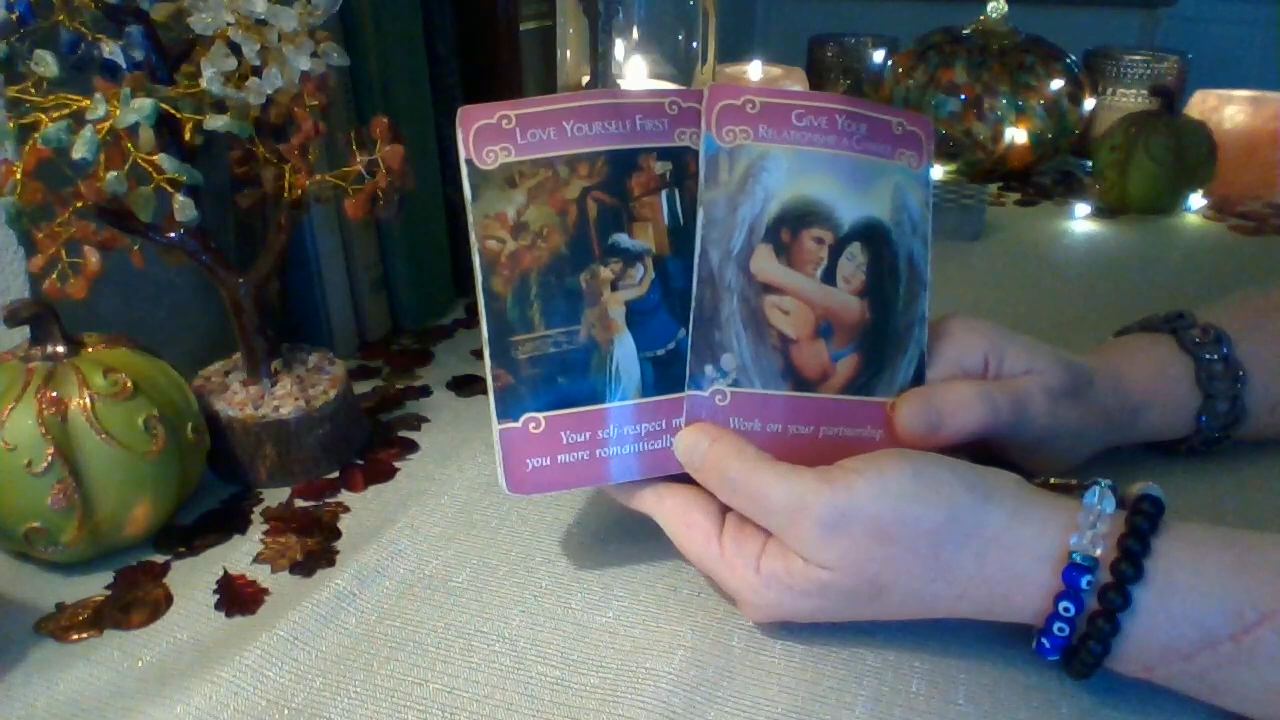 LOVE YOURSELF FIRST
Your self-respect
you more romantically
GIVE YOUR
RELATIONSHIP A CHANCE
Work on your partnership.